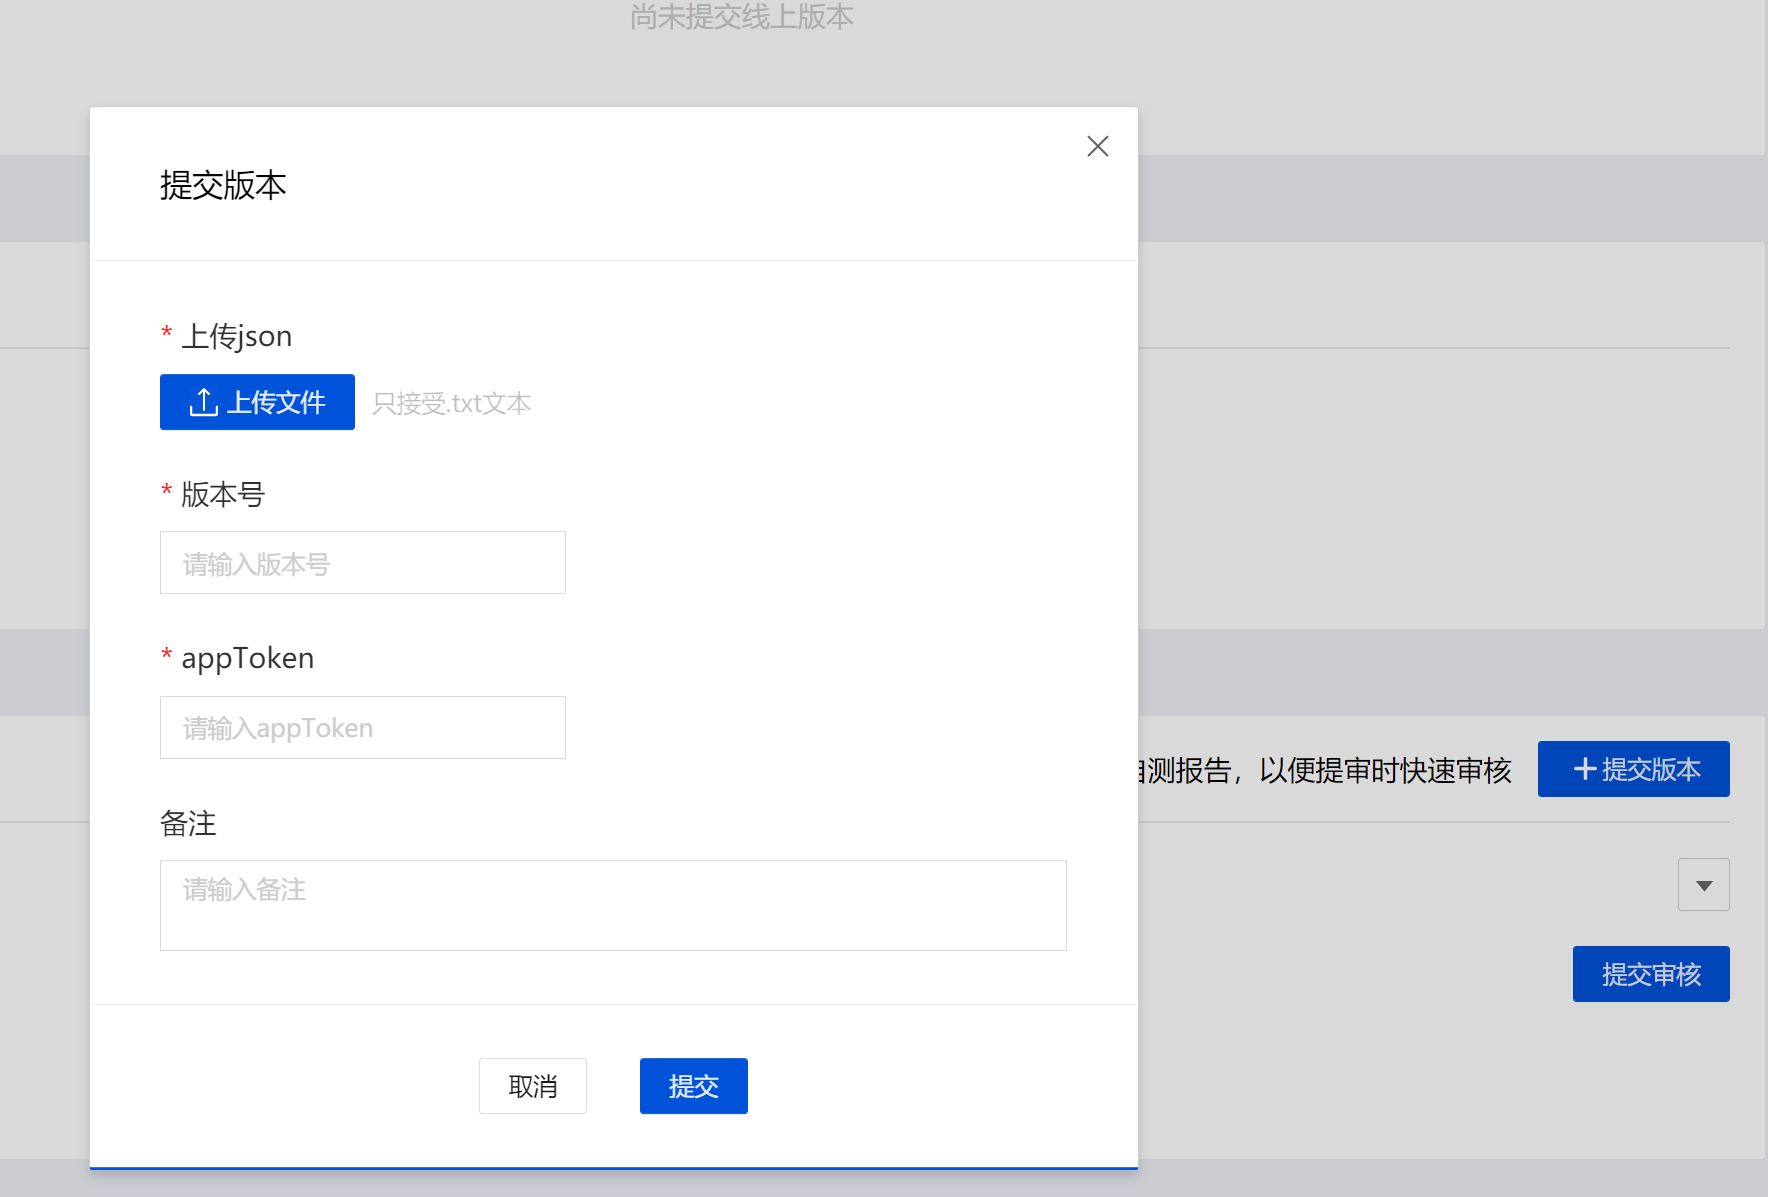 尚未提交线上版本
提交版本
* 上传json
上传文件 只接受.txt文本
* 版本号
请输入版本号
* appToken
请输入appToken
测报告，以便提审时快速审核
提交版本
备注
请输入备注
提交审核
取消 提交